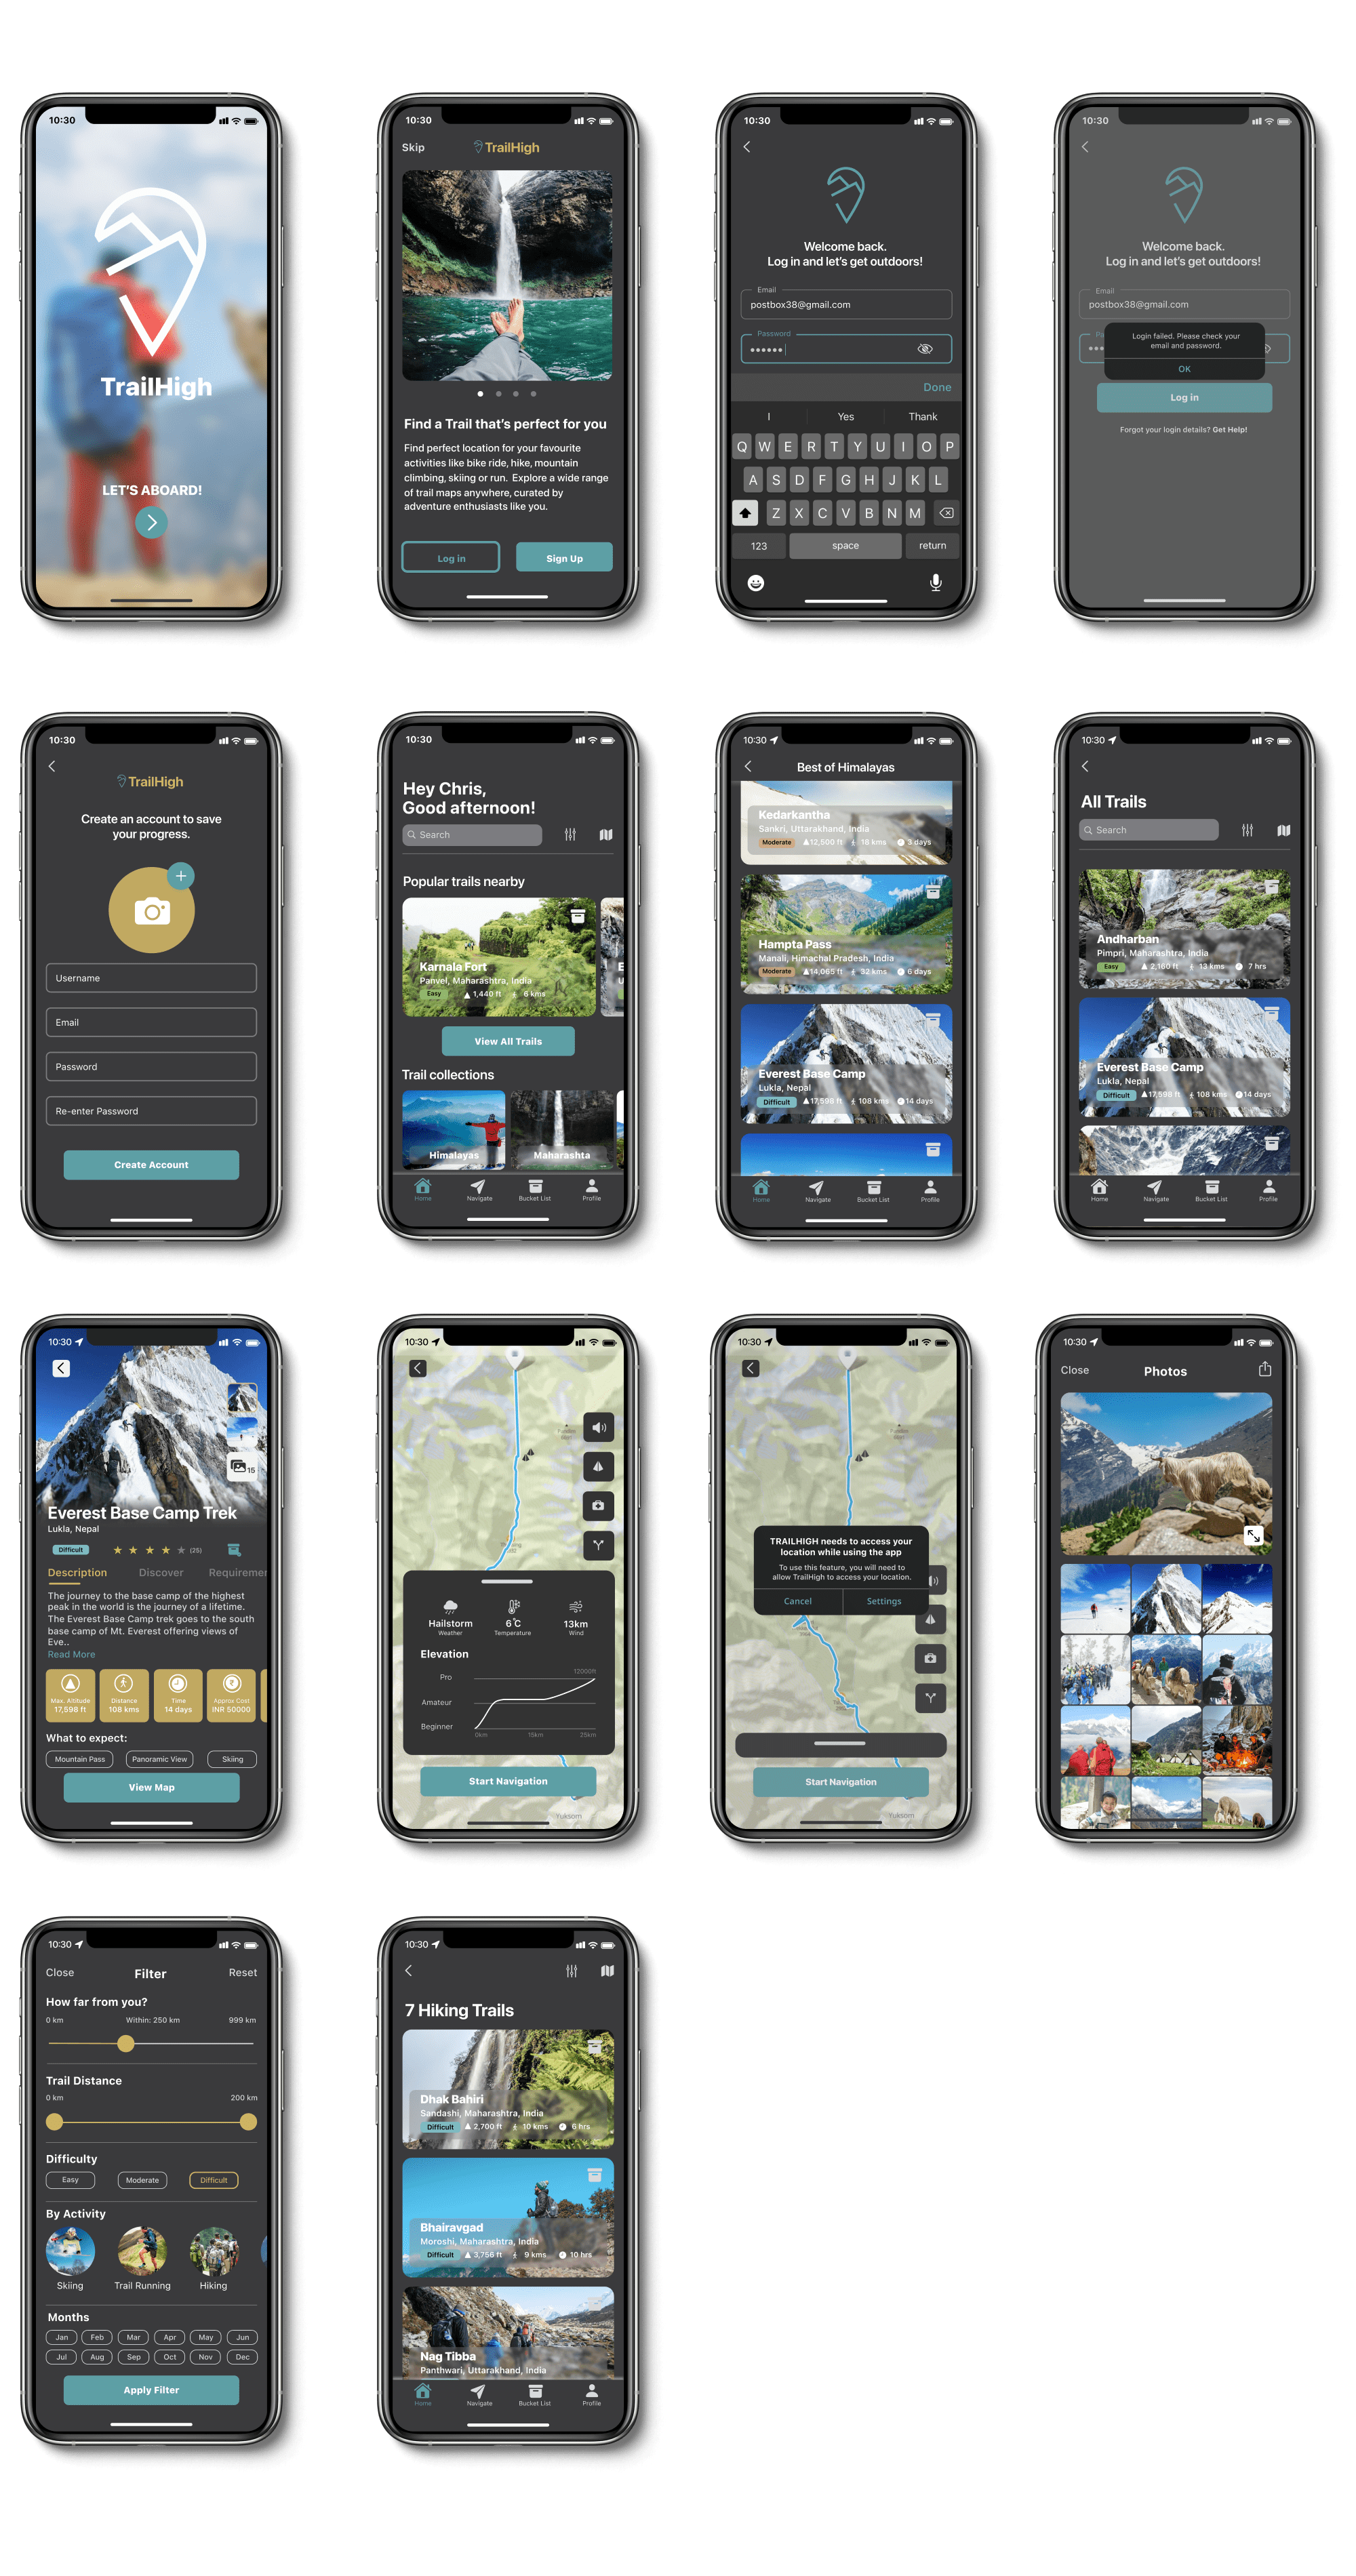 10:30
TrailHigh
LET'S ABOARD!
10:30
Skip
TrailHigh
Find a Trail that's perfect for you
Find perfect location for your favourite
activities like bike ride, hike, mountain
climbing, skiing or run. Explore a wide range
of trail maps anywhere, curated by
adventure enthusiasts like you.
Log in
Sign Up
10:30
Welcome back.
Log in and let's get outdoors!
Email
postbox38@gmail.com
Password
Done
I Yes Thank
Q W E R T Y U I O P
A S D F G H J K L
Z X C V B N M
123 space return
10:30
Welcome back.
Log in and let's get outdoors!
Email
postbox38@gmail.com
Login failed. Please check your
email and password.
OK
Log in
Forgot your login details? Get Help!
10:30
TrailHigh
Create an account to save
your progress.
Username
Email
Password
Re-enter Password
Create Account
10:30
Hey Chris,
Good afternoon!
Search
Popular trails nearby
Karnala Fort
Panvel, Maharashtra, India
Easy 1,440 ft 6 kms
View All Trails
Trail collections
Himalayas
Maharashta
Home Navigate Bucket List Profile
10:30
Best of Himalayas
Kedarkantha
Sankri, Uttarakhand, India
Moderate 12,500 ft 18 kms 3 days
Hampta Pass
Manali, Himachal Pradesh, India
Moderate 14,065 ft 32 kms 6 days
Everest Base Camp
Lukla, Nepal
Difficult 17,598 ft 108 kms 14 days
Home Navigate Bucket List Profile
10:30
All Trails
Search
Andharban
Pimpri, Maharashtra, India
Easy 2,160 ft 13 kms 7 hrs
Everest Base Camp
Lukla, Nepal
Difficult 17,598 ft 108 kms 14 days
Home Navigate Bucket List Profile
10:30
15
Everest Base Camp Trek
Lukla, Nepal
Difficult (25)
Description Discover Requiremen
The journey to the base camp of the highest
peak in the world is the journey of a lifetime.
The Everest Base Camp trek goes to the south
base camp of Mt. Everest offering views of
Eve..
Read More
Max. Altitude
17,598 ft
Distance
108 kms
Time
14 days
Approx Cost
INR 50000
What to expect:
Mountain Pass Panoramic View Skiing
View Map
10:30
Hailstorm
Weather
6°C
Temperature
13km
Wind
Elevation
12000ft
Pro
Amateur
Beginner
0km 15km 25km
Start Navigation
Yuksom
10:30
TRAILHIGH needs to access your
location while using the app
To use this feature, you will need to
allow TrailHigh to access your location.
Cancel Settings
Start Navigation
Yuksom
10:30
Close Photos
10:30
Close Filter Reset
How far from you?
0 km Within: 250 km 999 km
Trail Distance
0 km 200 km
Difficulty
Easy Moderate Difficult
By Activity
Skiing Trail Running Hiking
Months
Jan Feb Mar Apr May Jun
Jul Aug Sep Oct Nov Dec
Apply Filter
10:30
7 Hiking Trails
Dhak Bahiri
Sandashi, Maharashtra, India
Difficult 2,700 ft 10 kms 6 hrs
Bhairavgad
Moroshi, Maharashtra, India
Difficult 3,756 ft 9 kms 10 hrs
Nag Tibba
Panthwari, Uttarakhand, India
Home Navigate Bucket List Profile